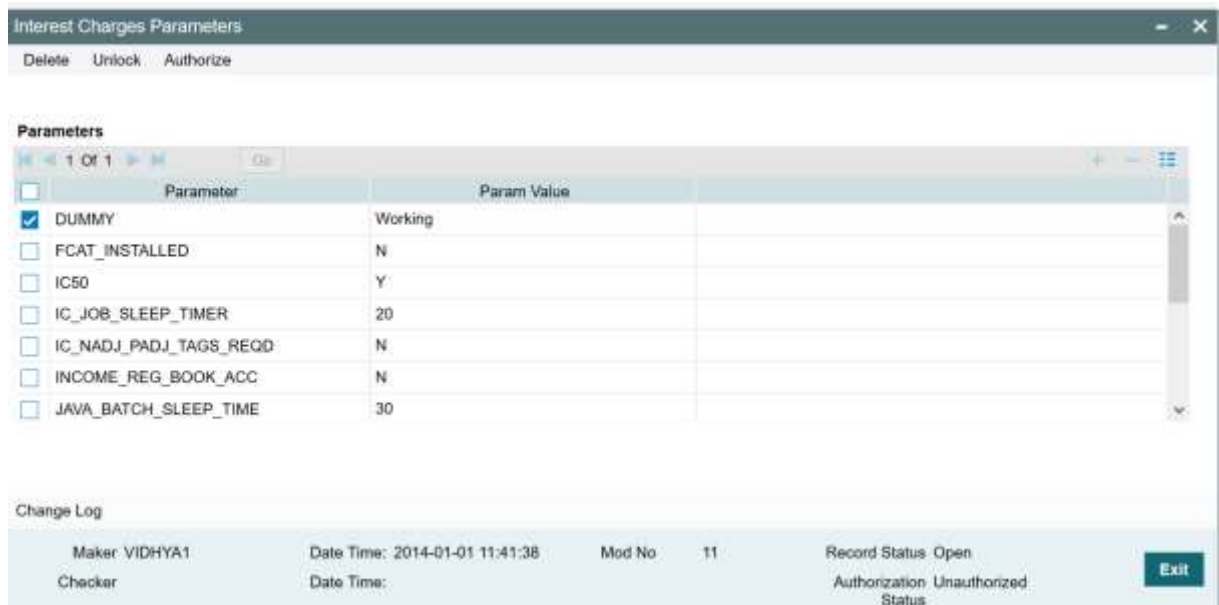 Interest Charges Parameters
Delete Unlock Authorize
Parameters
1 Of 1 Go
Parameter Param Value
DUMMY Working
FCAT_INSTALLED N
IC50 Y
IC_JOB_SLEEP_TIMER 20
IC_NADJ_PADJ_TAGS_REQD N
INCOME_REG_BOOK_ACC N
JAVA_BATCH_SLEEP_TIME 30
Change Log
Maker VIDHYA1 Date Time: 2014-01-01 11:41:38 Mod No 11 Record Status Open
Checker Date Time: Authorization Unauthorized
Status
Exit